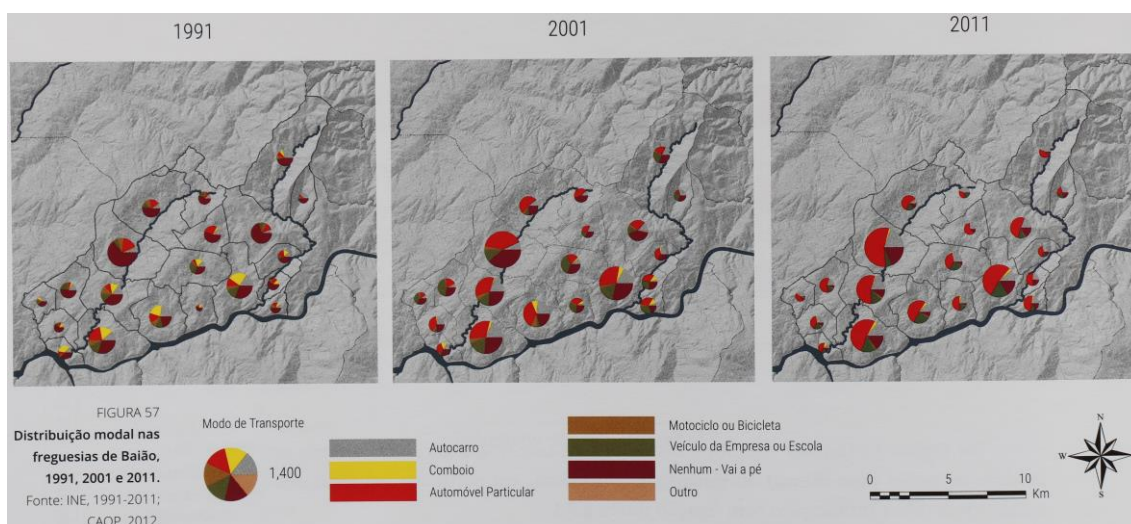 1991
2001
2011
FIGURA 57
Distribuição modal nas
freguesias de Baião,
1991, 2001 e 2011.
Fonte: INE, 1991-2011;
CAOP, 2012.
Modo de Transporte
1,400
Autocarro
Comboio
Automóvel Particular
Motociclo ou Bicicleta
Veículo da Empresa ou Escola
Nenhum - Vai a pé
Outro
0 5 10
Km
N
W E
S